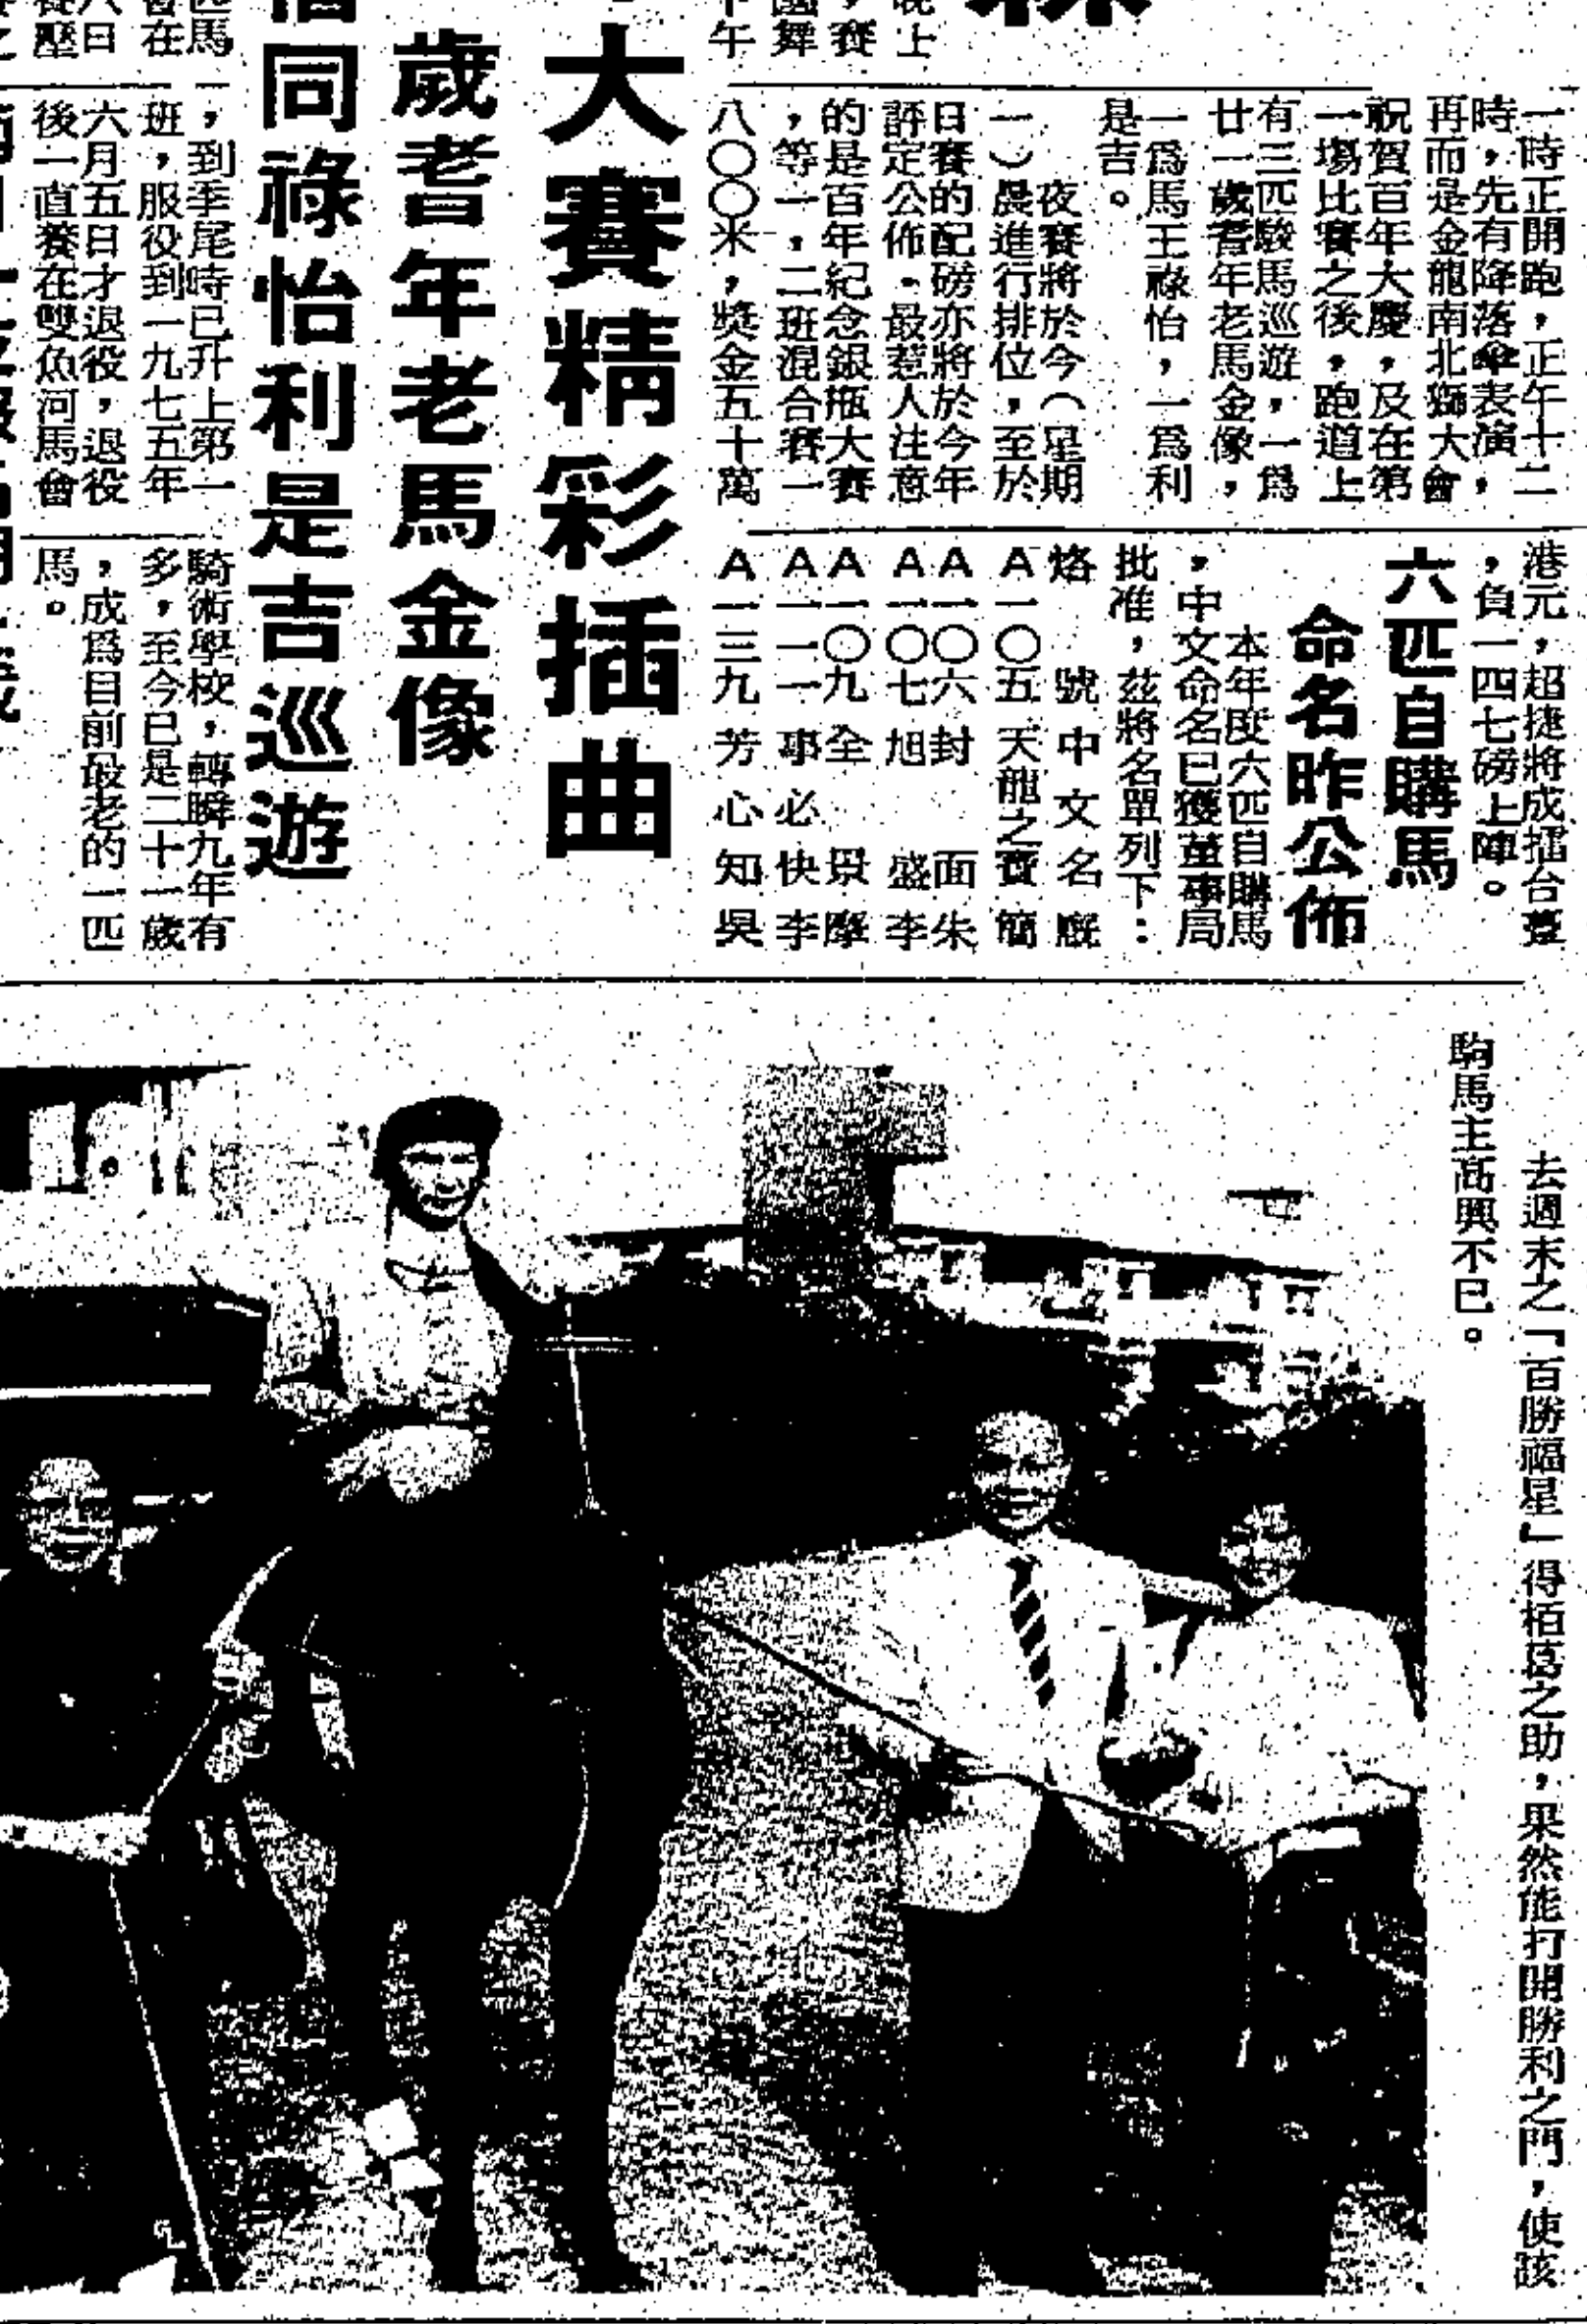 大賽精彩插曲
歲耆年老馬金像
同祿怡利是吉巡遊
一時正開跑，正午十二
時，先有降落傘表演，
再而是金龍南北獅大會
祝賀百年大慶，及在第
一場比賽之後，跑道上
有三匹駿馬巡遊，一爲
廿一歲耆年老馬金像，
一爲馬王祿怡，一爲利
是吉。
夜賽將於今（星期
一）晨進行排位，至於
日賽的配磅亦將於今年
評定公佈。最惹人注意
的是百年紀念銀瓶大賽
，等一，二班混合賽一
八〇〇米，獎金五十萬
港元，超捷將成擂台躉
，負一四七磅上陣。
六匹自購馬
命名昨公佈
本年度六匹自購馬
，中文命名已獲董事局
批准，茲將名單列下：
烙號中文名廐
A一〇五天龍之寶簡
A一〇六封面朱
A一〇七旭盛李
A一〇九全景摩
A一一一事必快李
A一三九芳心知吳
，到季尾時已升上第一
班，服役到一九七五年
六月五日才退役，退役
後一直養在雙魚河馬會
騎術學校，轉瞬九年有
多，至今已是二十一歲
，成爲目前最老的一匹
馬。
去週末之「百勝福星」得栢葛之助，果然能打開勝利之門，使該
駒馬主高興不已。